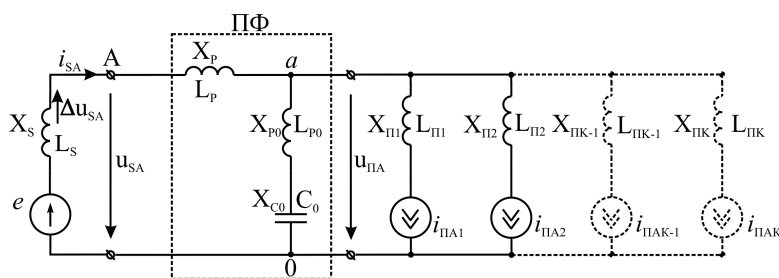 ПФ
i_SA
A
X_P
a
L_P
Δu_SA
X_S
L_S
X_P0
L_P0
X_П1
L_П1
X_П2
L_П2
X_ПК-1
L_ПК-1
X_ПК
L_ПК
u_SA
u_ПА
e
X_C0
C_0
i_ПА1
i_ПА2
i_ПАК-1
i_ПАК
0